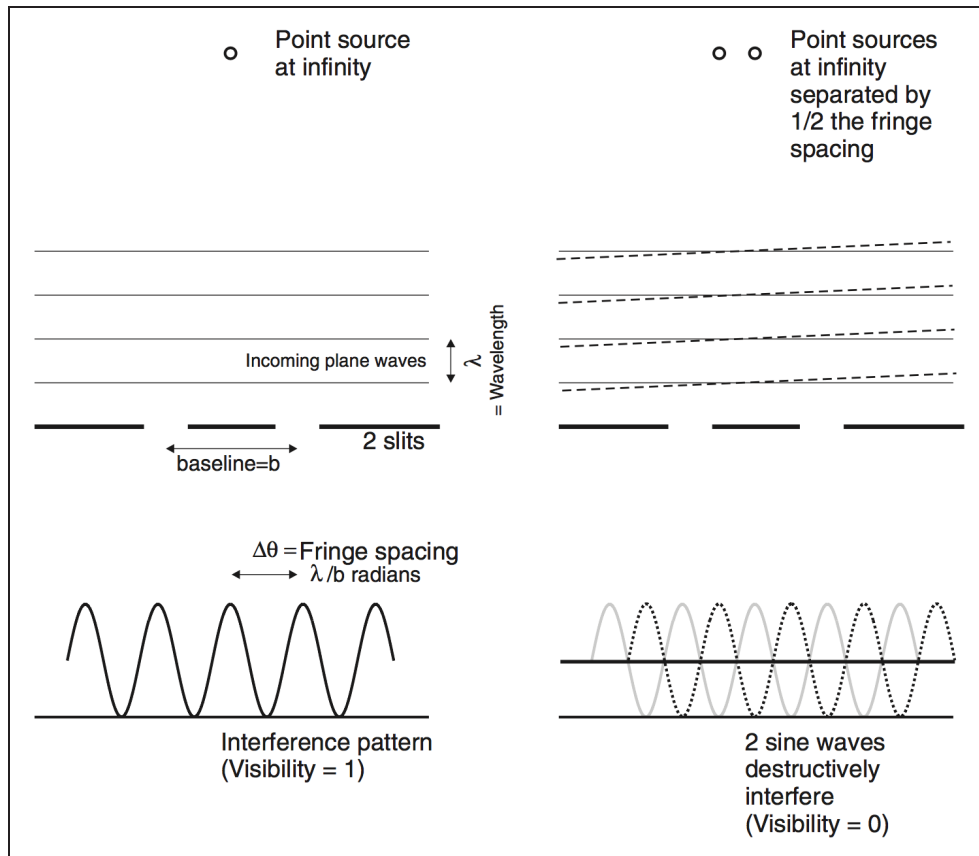 Point source
at infinity
Point sources
at infinity
separated by
1/2 the fringe
spacing
Incoming plane waves
λ
= Wavelength
2 slits
baseline=b
Δθ = Fringe spacing
λ/b radians
Interference pattern
(Visibility = 1)
2 sine waves
destructively
interfere
(Visibility = 0)